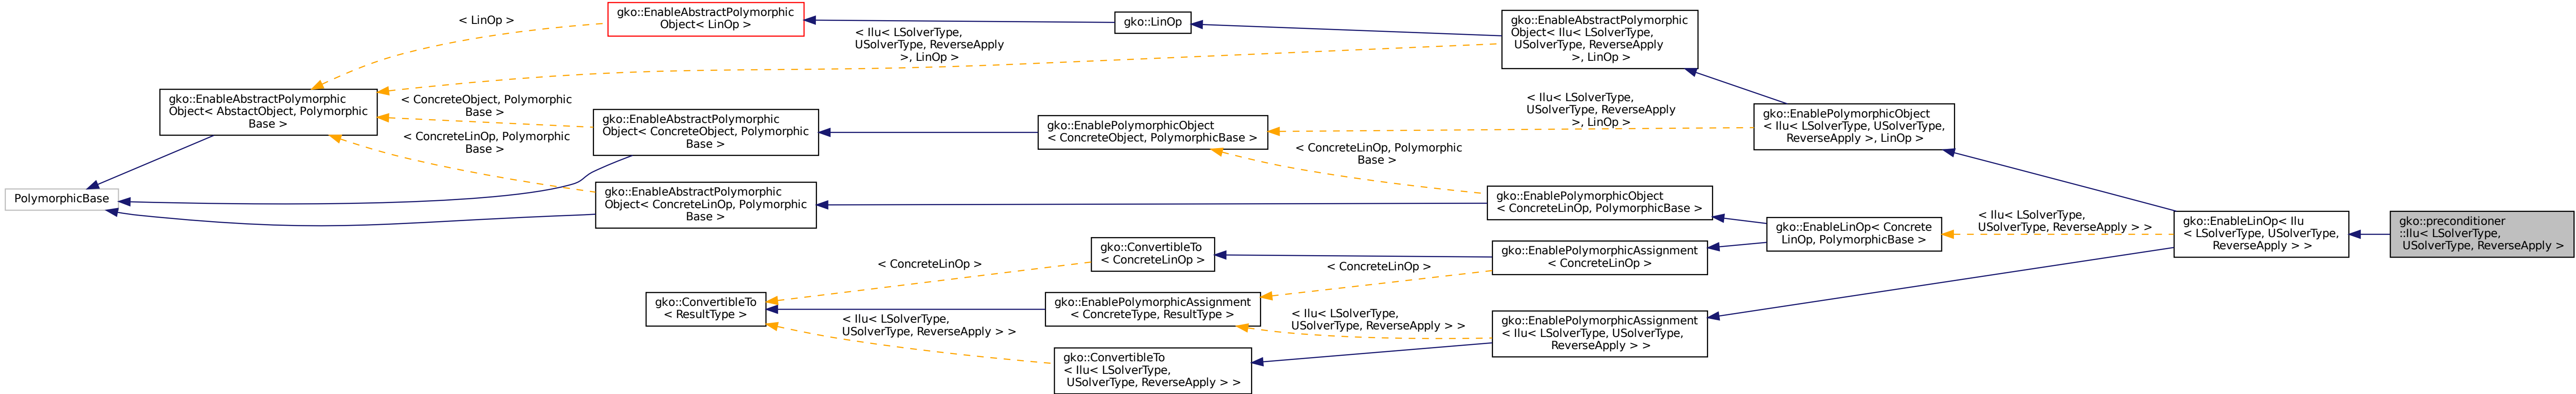 gko::EnableAbstractPolymorphic
Object< LinOp >
< LinOp >
gko::LinOp
gko::EnableAbstractPolymorphic
Object< Ilu< LSolverType,
USolverType, ReverseApply
>, LinOp >
< Ilu< LSolverType,
USolverType, ReverseApply
>, LinOp >
gko::EnableAbstractPolymorphic
Object< AbstactObject, Polymorphic
Base >
< ConcreteObject, Polymorphic
Base >
< ConcreteLinOp, Polymorphic
Base >
gko::EnableAbstractPolymorphic
Object< ConcreteObject, Polymorphic
Base >
gko::EnablePolymorphicObject
< ConcreteObject, PolymorphicBase >
< Ilu< LSolverType,
USolverType, ReverseApply
>, LinOp >
< ConcreteLinOp, Polymorphic
Base >
gko::EnablePolymorphicObject
< Ilu< LSolverType, USolverType,
ReverseApply >, LinOp >
PolymorphicBase
gko::EnableAbstractPolymorphic
Object< ConcreteLinOp, Polymorphic
Base >
gko::EnablePolymorphicObject
< ConcreteLinOp, PolymorphicBase >
gko::EnableLinOp< Concrete
LinOp, PolymorphicBase >
< Ilu< LSolverType,
USolverType, ReverseApply > >
gko::EnableLinOp< Ilu
< LSolverType, USolverType,
ReverseApply > >
gko::preconditioner
::Ilu< LSolverType,
USolverType, ReverseApply >
gko::ConvertibleTo
< ConcreteLinOp >
gko::EnablePolymorphicAssignment
< ConcreteLinOp >
< ConcreteLinOp >
< ConcreteLinOp >
gko::ConvertibleTo
< ResultType >
gko::EnablePolymorphicAssignment
< ConcreteType, ResultType >
< Ilu< LSolverType,
USolverType, ReverseApply > >
< Ilu< LSolverType,
USolverType, ReverseApply > >
gko::EnablePolymorphicAssignment
< Ilu< LSolverType, USolverType,
ReverseApply > >
gko::ConvertibleTo
< Ilu< LSolverType,
USolverType, ReverseApply > >